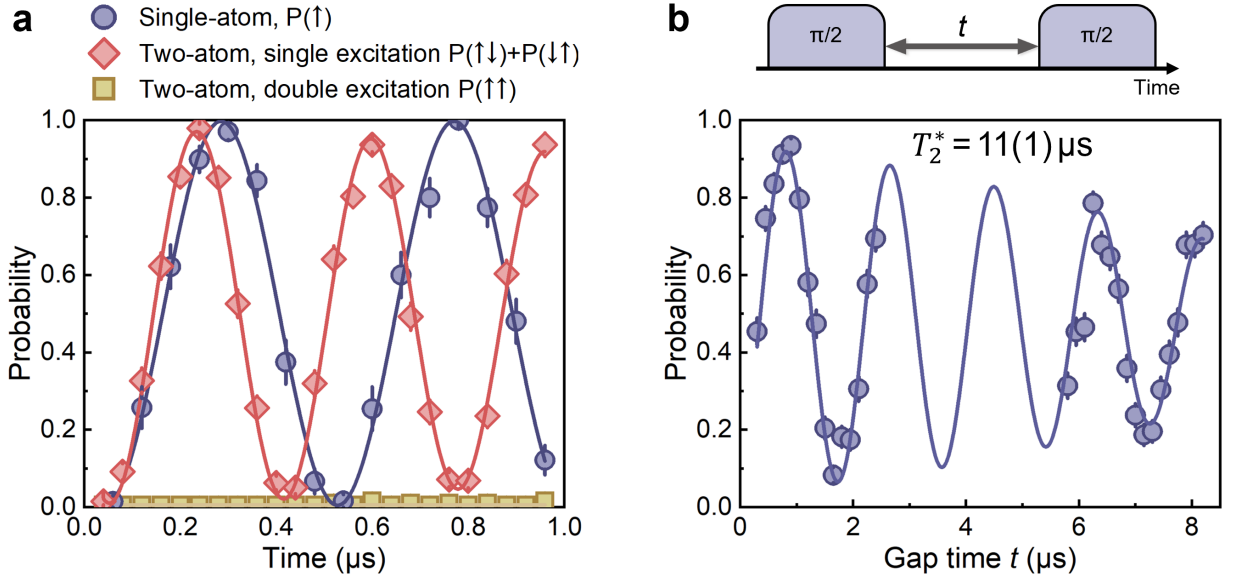 a
Single-atom, P(↑)
Two-atom, single excitation P(↑↓)+P(↓↑)
Two-atom, double excitation P(↑↑)
1.0
0.8
0.6
0.4
0.2
0.0
Probability
0.0 0.2 0.4 0.6 0.8 1.0
Time (μs)
b
π/2 t π/2
Time
T₂* = 11(1) μs
1.0
0.8
0.6
0.4
0.2
0.0
Probability
0 2 4 6 8
Gap time t (μs)